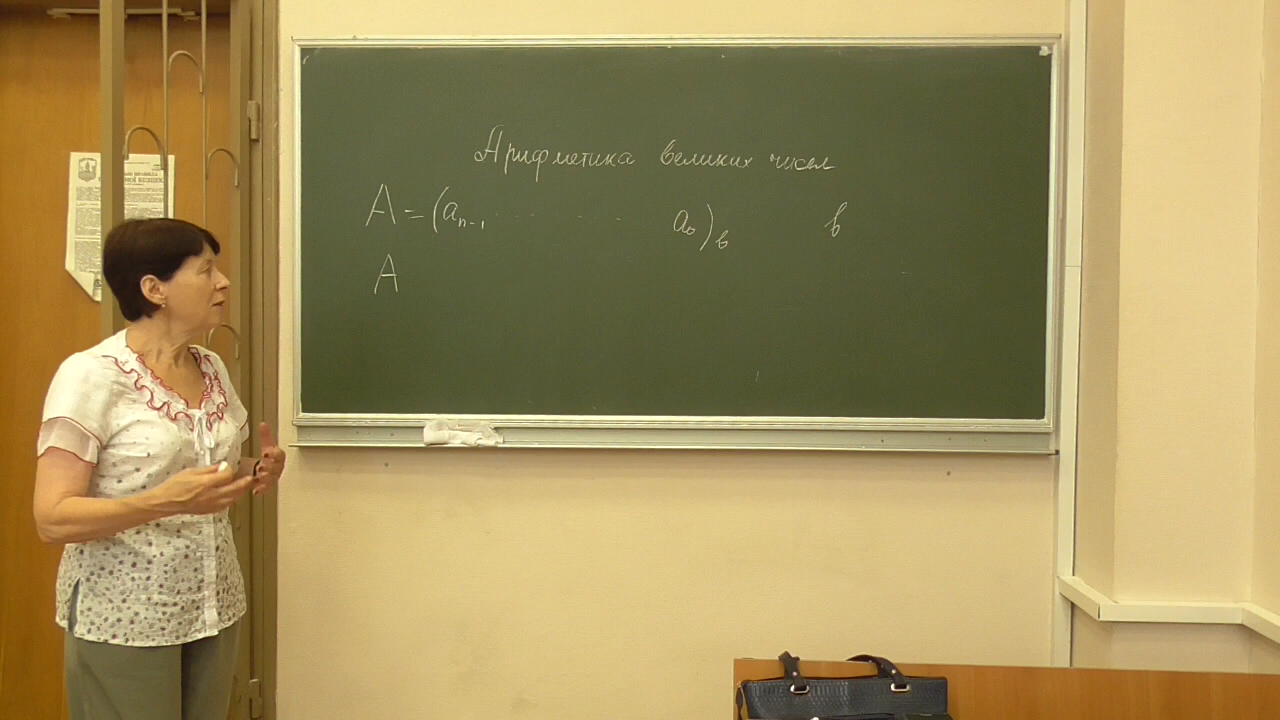 Арифметика великих чисел
A = (aₙ₋₁ ......... a₀)в в
A